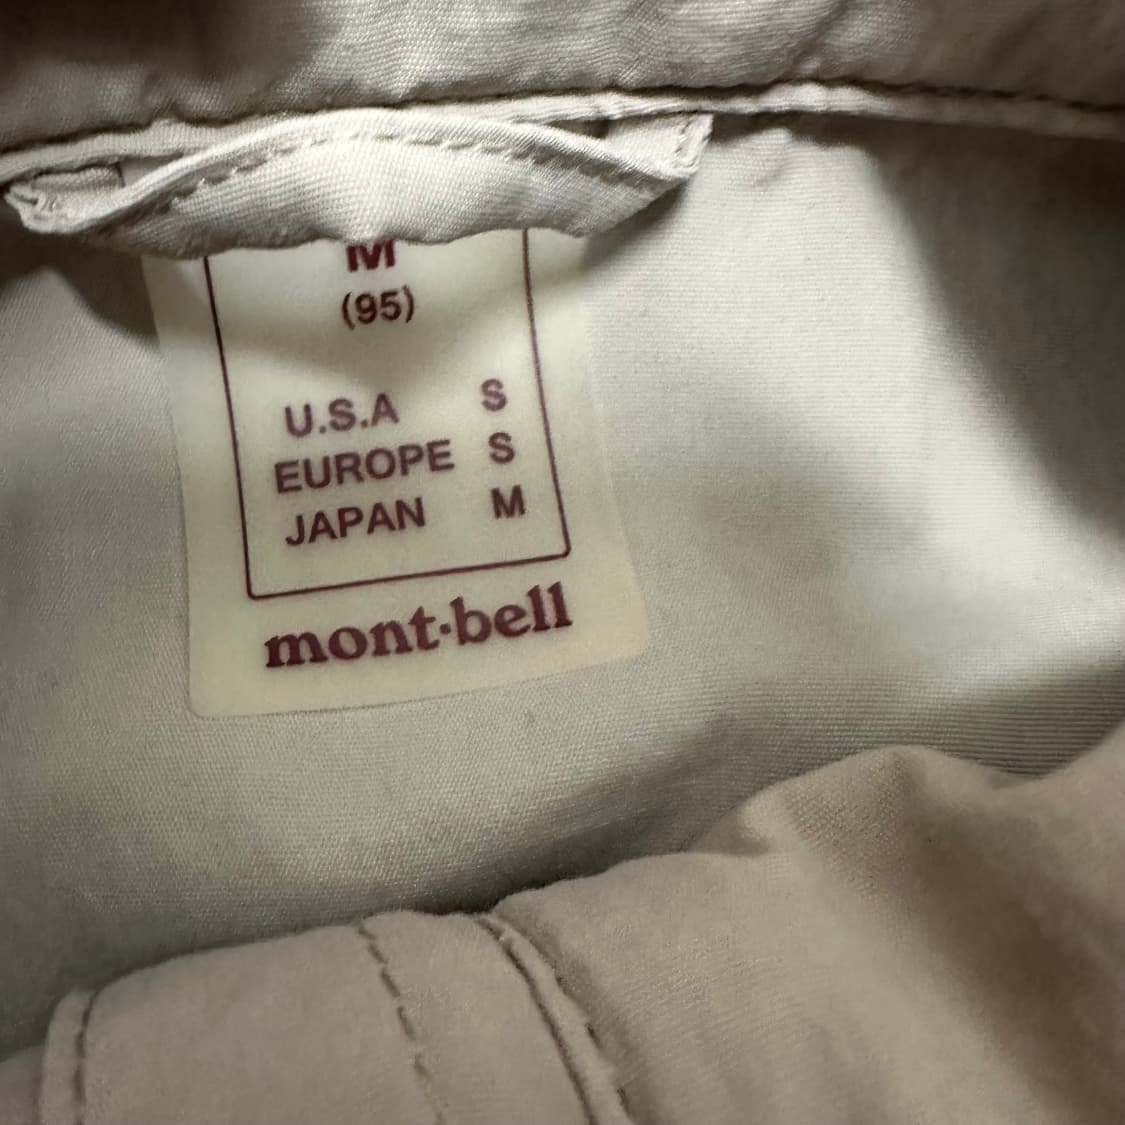 M
(95)
U.S.A S
EUROPE S
JAPAN M
mont·bell